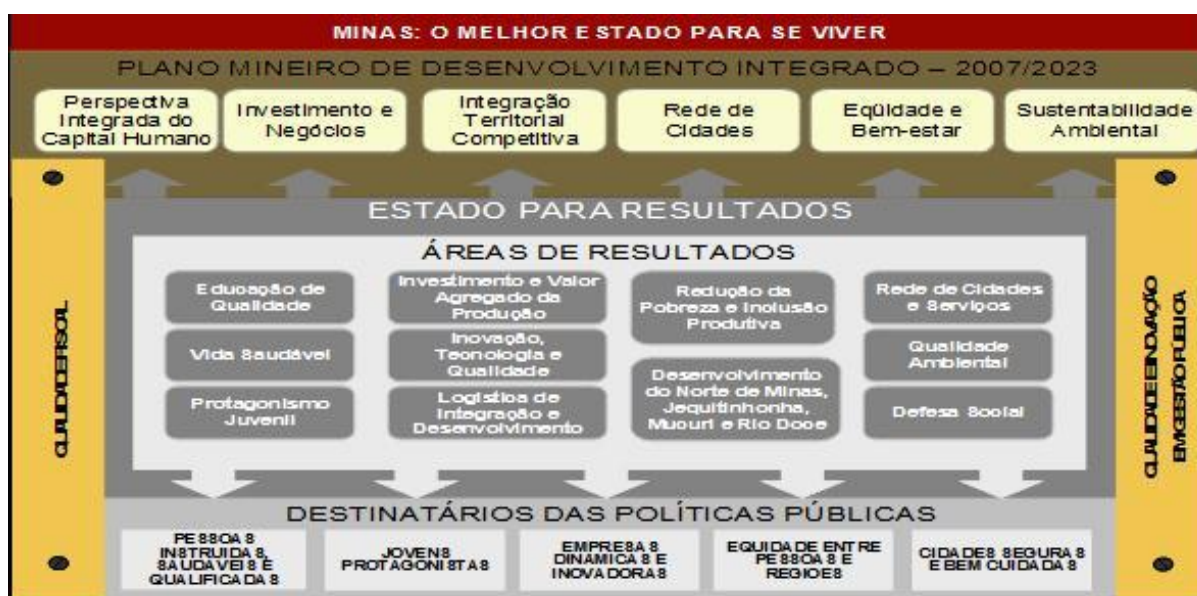 MINAS: O MELHOR ESTADO PARA SE VIVER
PLANO MINEIRO DE DESENVOLVIMENTO INTEGRADO – 2007/2023
Perspectiva
Integrada do
Capital Humano
Investimento e
Negócios
Integração
Territorial
Competitiva
Rede de
Cidades
Eqüidade e
Bem-estar
Sustentabilidade
Ambiental
ESTADO PARA RESULTADOS
ÁREAS DE RESULTADOS
Educação de
Qualidade
Vida Saudável
Protagonismo
Juvenil
Investimento e Valor
Agregado da
Produção
Inovação,
Tecnologia e
Qualidade
Logística de
Integração e
Desenvolvimento
Redução da
Pobreza e Inclusão
Produtiva
Desenvolvimento
do Norte de Minas,
Jequitinhonha,
Mucuri e Rio Doce
Rede de Cidades
e Serviços
Qualidade
Ambiental
Defesa Social
QUALIDADE FISCAL
QUALIDADE E INOVAÇÃO
EM GESTÃO PÚBLICA
DESTINATÁRIOS DAS POLÍTICAS PÚBLICAS
PESSOAS
INSTRUIDAS,
SAUDÁVEIS E
QUALIFICADAS
JOVENS
PROTAGONISTAS
EMPRESAS
DINÂMICAS E
INOVADORAS
EQUIDADE ENTRE
PESSOAS E
REGIOES
CIDADES SEGURAS
E BEM CUIDADAS